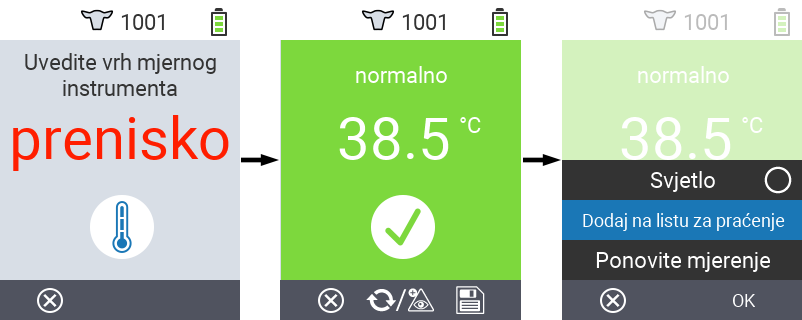 1001
Uvedite vrh mjernog
instrumenta
prenisko
1001
normalno
38.5 °C
1001
normalno
38.5 °C
Svjetlo
Dodaj na listu za praćenje
Ponovite mjerenje
OK